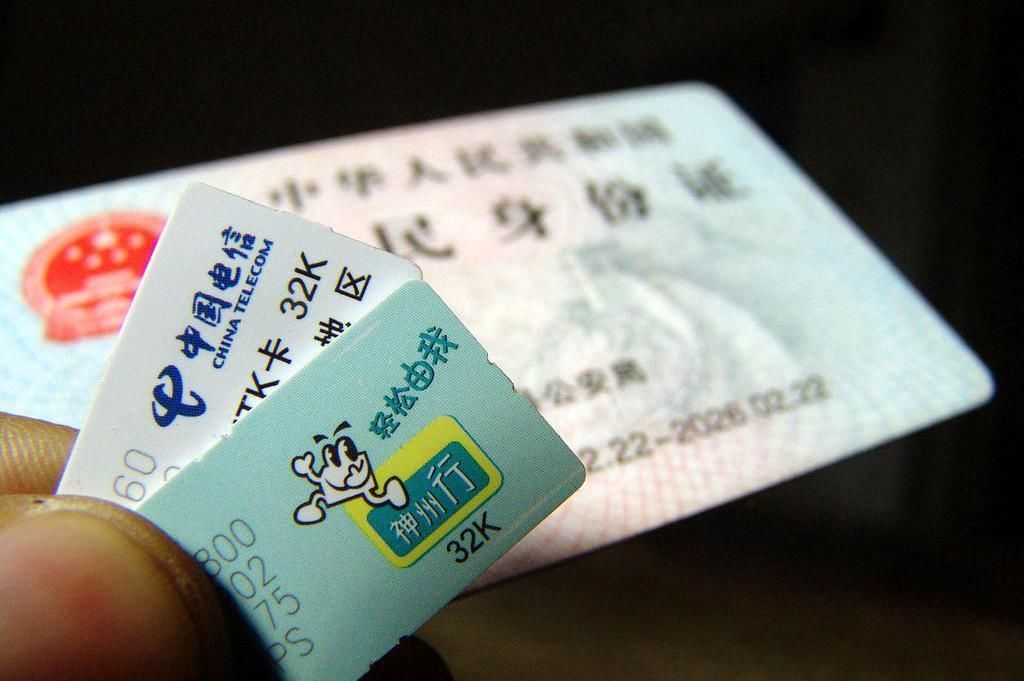 中华人民共和国
民身份证
公安局
2.22-2026.02.22
中国电信
CHINA TELECOM
TK卡 32K
地区
60
轻松由我
神州行
32K
800
02
75
PS